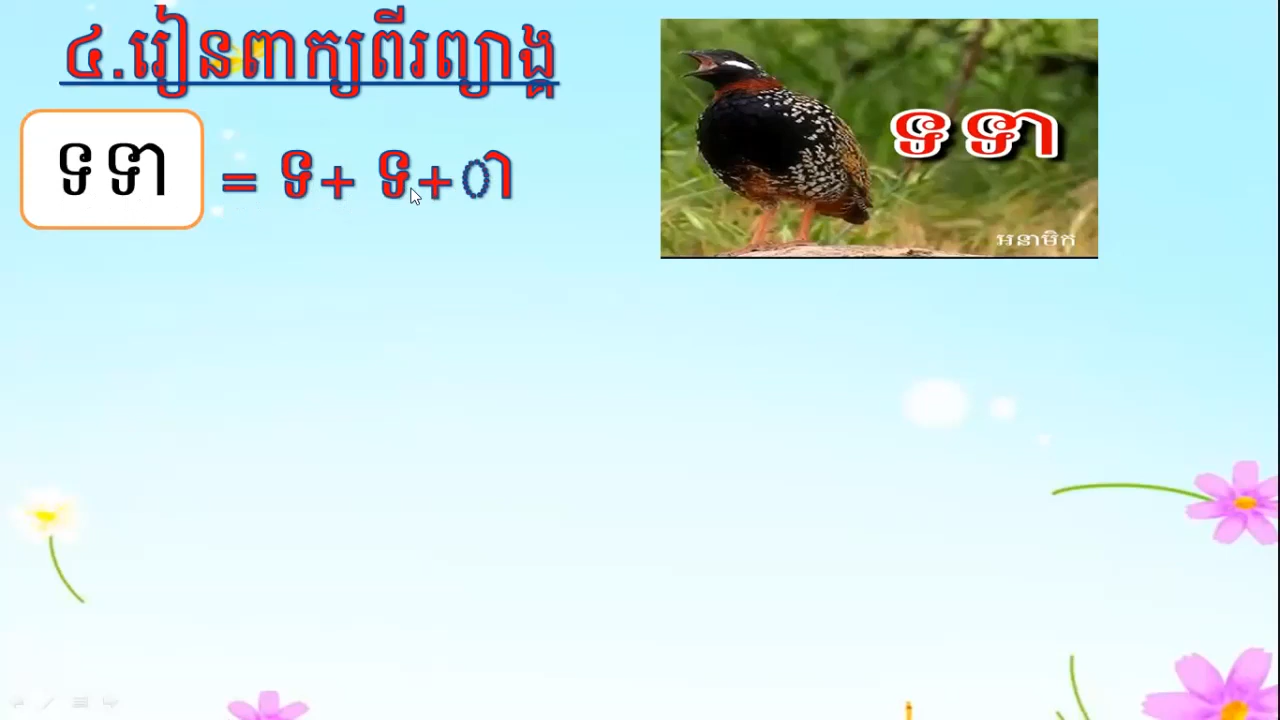 ៤.រៀនពាក្យពីរព្យាង្គ
ទទា = ទ+ ទ+ា
ទទា
អនាមិក